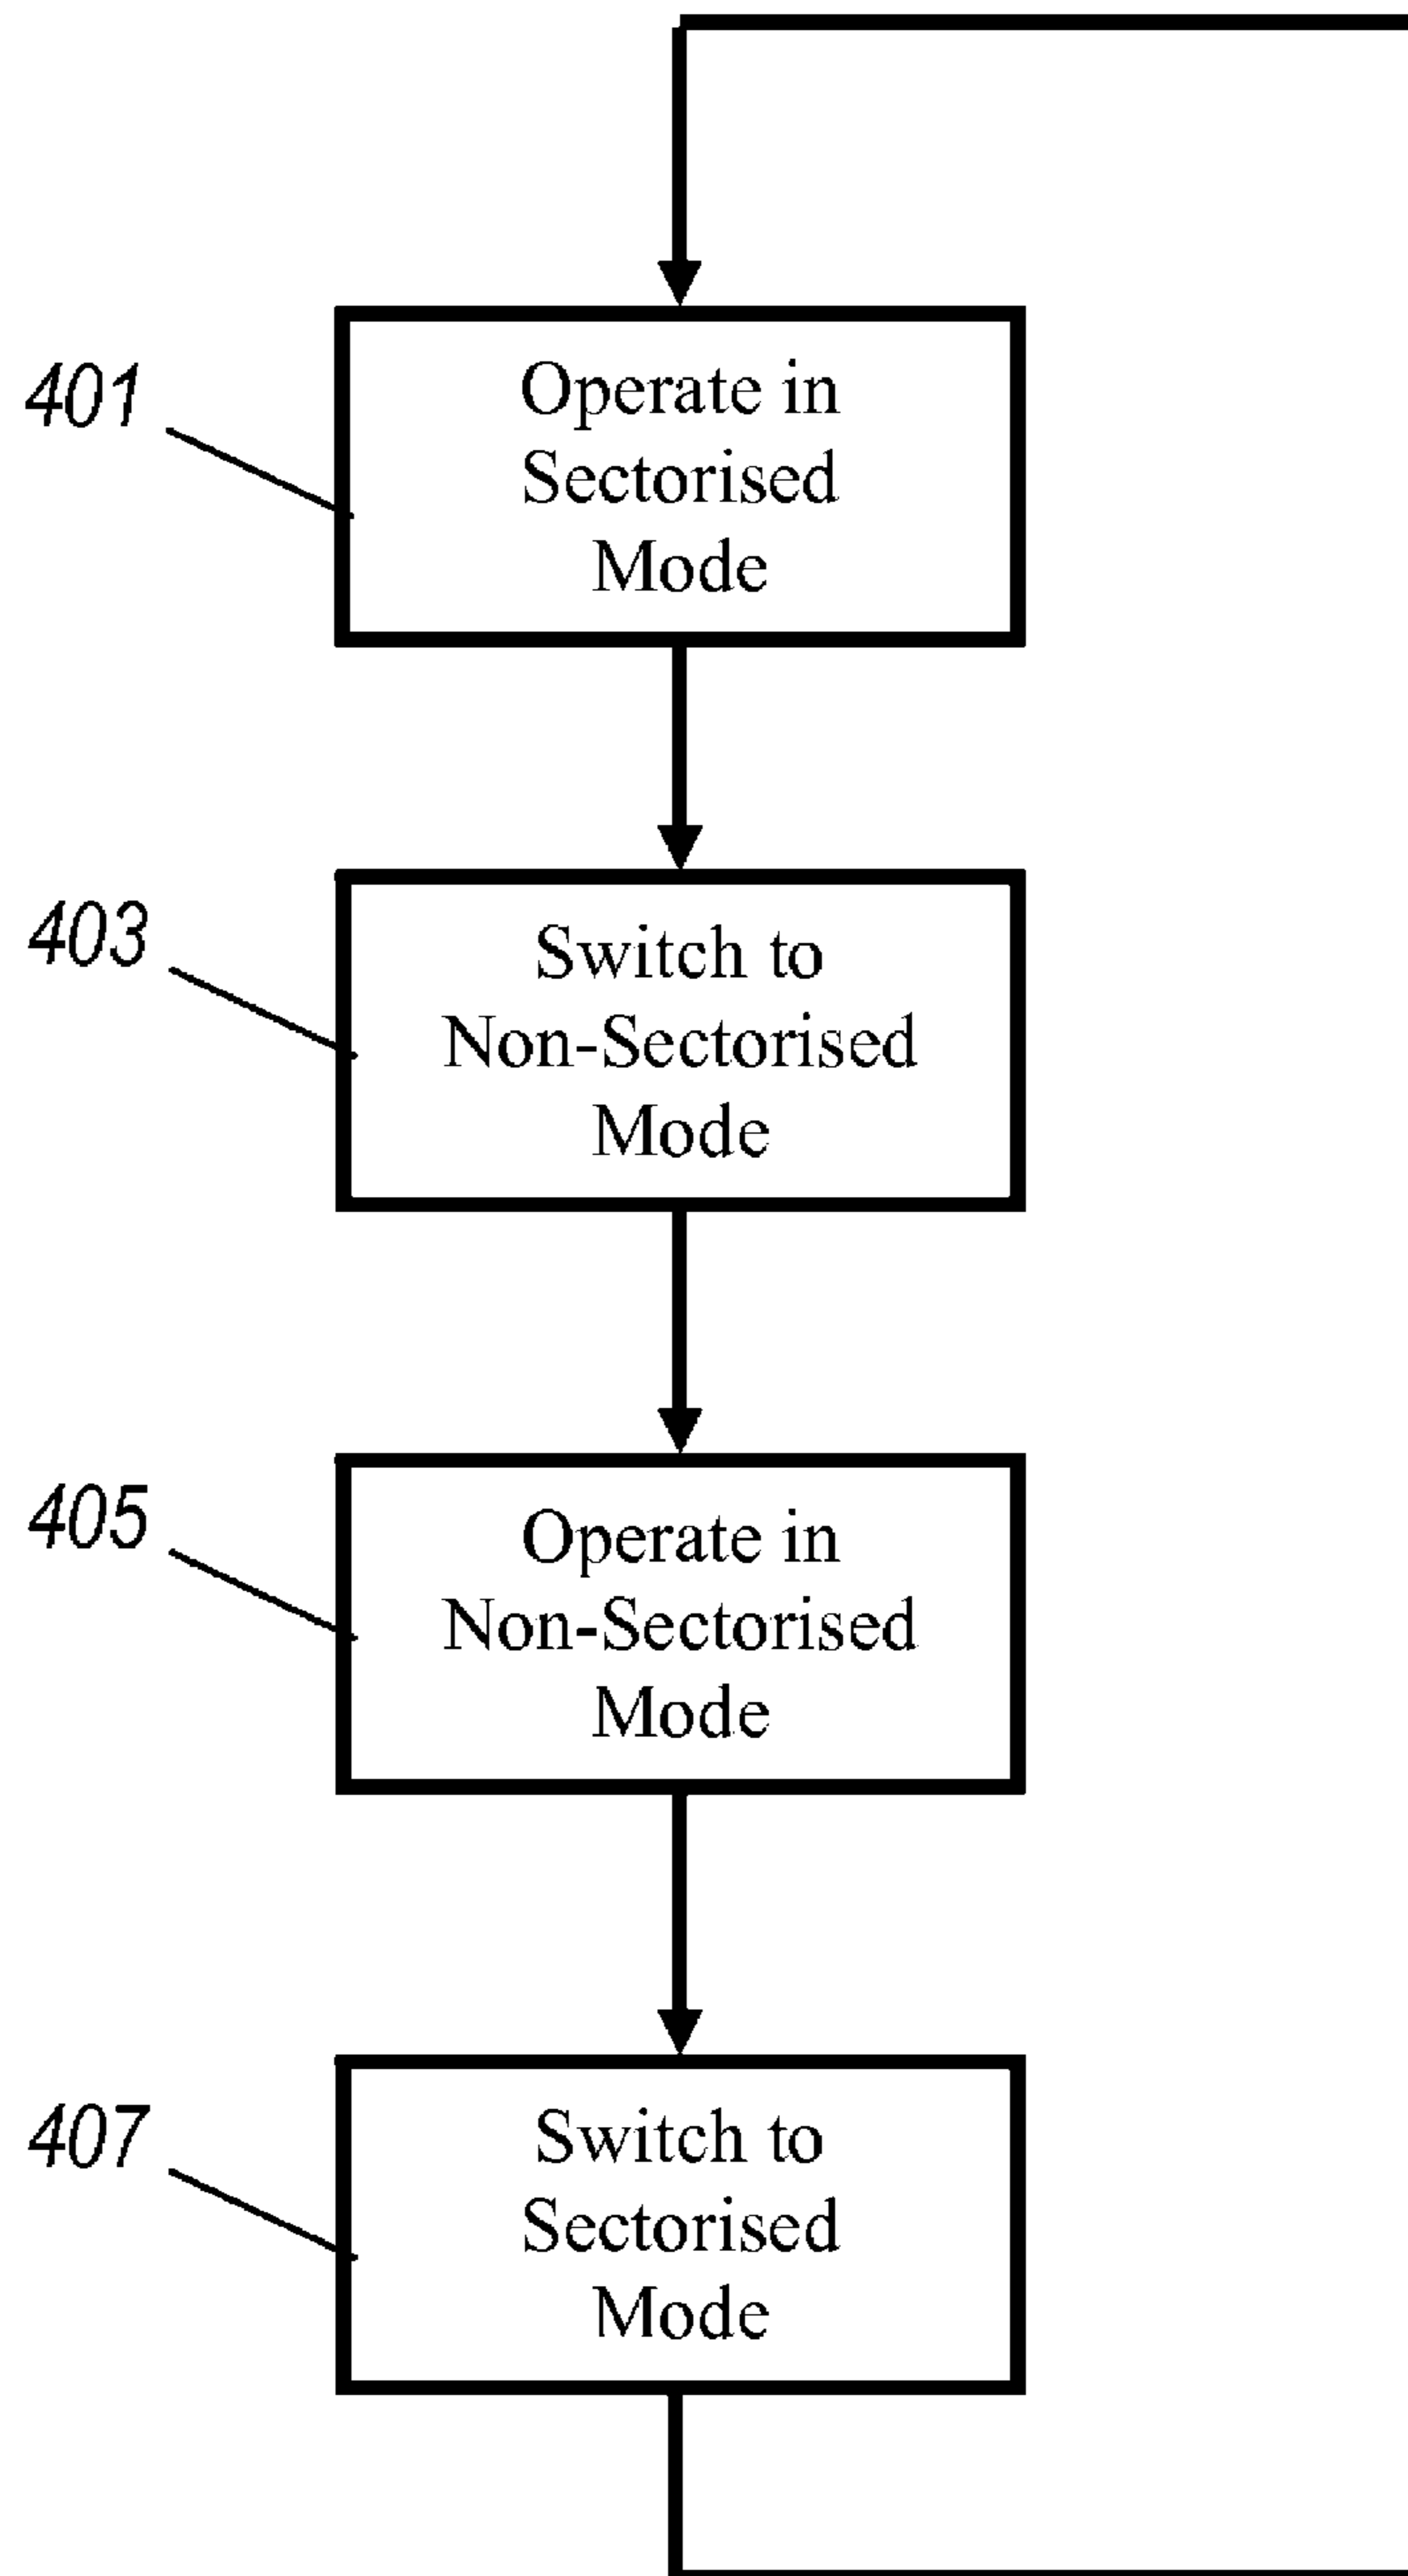 401
Operate in
Sectorised
Mode
403
Switch to
Non-Sectorised
Mode
405
Operate in
Non-Sectorised
Mode
407
Switch to
Sectorised
Mode